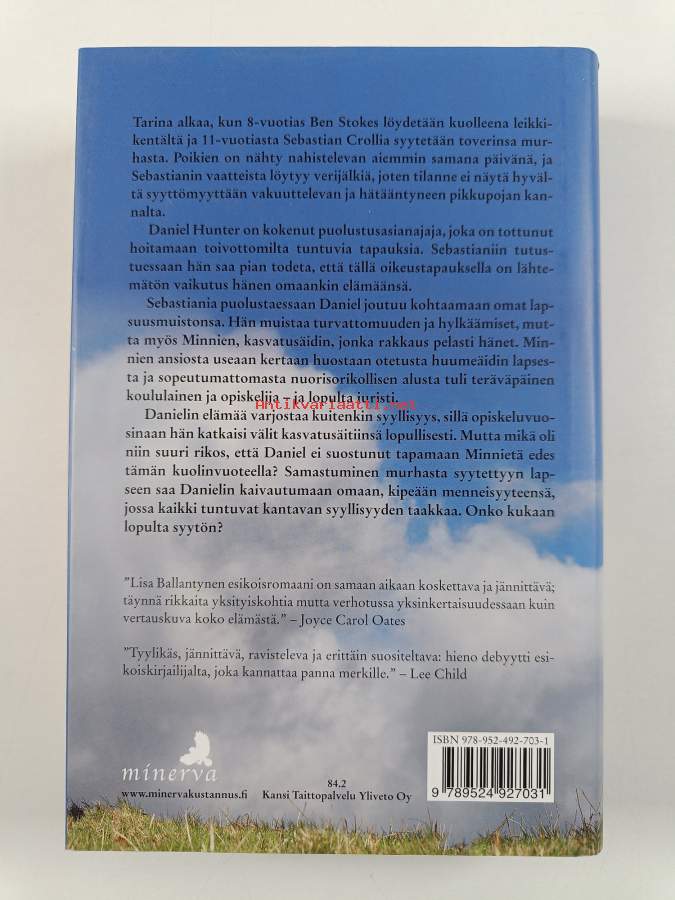 Tarina alkaa, kun 8-vuotias Ben Stokes löydetään kuolleena leikki-
kentältä ja 11-vuotiasta Sebastian Crollia syytetään toverinsa mur-
hasta. Poikien on nähty nahistelevan aiemmin samana päivänä, ja
Sebastianin vaatteista löytyy verijälkiä, joten tilanne ei näytä hyväl-
tä syyttömyyttään vakuuttelevan ja hätääntyneen pikkupojan kan-
nalta.
Daniel Hunter on kokenut puolustusasianajaja, joka on tottunut
hoitamaan toivottomilta tuntuvia tapauksia. Sebastianiin tutus-
tuessaan hän saa pian todeta, että tällä oikeustapauksella on lähte-
mätön vaikutus hänen omaankin elämäänsä.
Sebastiania puolustaessaan Daniel joutuu kohtaamaan omat lap-
suusmuistonsa. Hän muistaa turvattomuuden ja hylkäämiset, mut-
ta myös Minnien, kasvatusäidin, jonka rakkaus pelasti hänet. Min-
nien ansiosta useaan kertaan huostaan otetusta huumeäidin lapses-
ta ja sopeutumattomasta nuorisorikollisen alusta tuli teräväpäinen
koululainen ja opiskelija – ja lopulta juristi.
Antikvariaatti.net
Danielin elämää varjostaa kuitenkin syyllisyys, sillä opiskeluvuo-
sinaan hän katkaisi välit kasvatusäitiinsä lopullisesti. Mutta mikä oli
niin suuri rikos, että Daniel ei suostunut tapamaan Minnietä edes
tämän kuolinvuoteella? Samastuminen murhasta syytettyyn lap-
seen saa Danielin kaivautumaan omaan, kipeään menneisyyteensä,
jossa kaikki tuntuvat kantavan syyllisyyden taakkaa. Onko kukaan
lopulta syytön?
”Lisa Ballantynen esikoisromaani on samaan aikaan koskettava ja jännittävä;
täynnä rikkaita yksityiskohtia mutta verhotussa yksinkertaisuudessaan kuin
vertauskuva koko elämästä.” – Joyce Carol Oates
”Tyylikäs, jännittävä, ravisteleva ja erittäin suositeltava: hieno debyytti esi-
koiskirjailijalta, joka kannattaa panna merkille.” – Lee Child
ISBN 978-952-492-703-1
9 789524 927031
minerva
www.minervakustannus.fi
84.2
Kansi Taittopalvelu Yliveto Oy